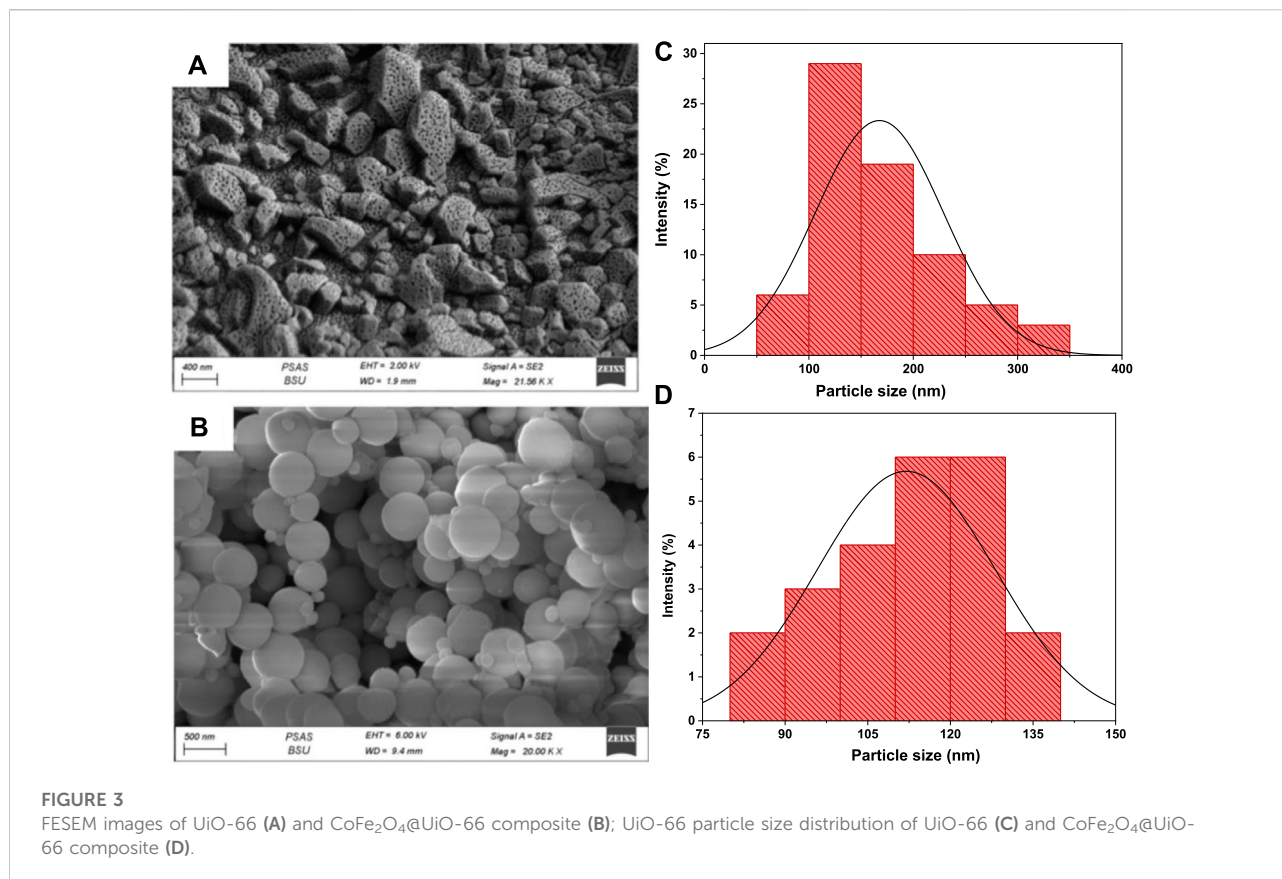 A
400 nm
PSAS
BSU
EHT = 2.00 kV
WD = 1.9 mm
Signal A = SE2
Mag = 21.56 K X
ZEISS
C
Intensity (%)
30
25
20
15
10
5
0
0 100 200 300 400
Particle size (nm)
B
500 nm
PSAS
BSU
EHT = 6.00 kV
WD = 9.4 mm
Signal A = SE2
Mag = 20.00 K X
ZEISS
D
Intensity (%)
7
6
5
4
3
2
1
0
75 90 105 120 135 150
Particle size (nm)
FIGURE 3
FESEM images of UiO-66 (A) and CoFe₂O₄@UiO-66 composite (B); UiO-66 particle size distribution of UiO-66 (C) and CoFe₂O₄@UiO-
66 composite (D).